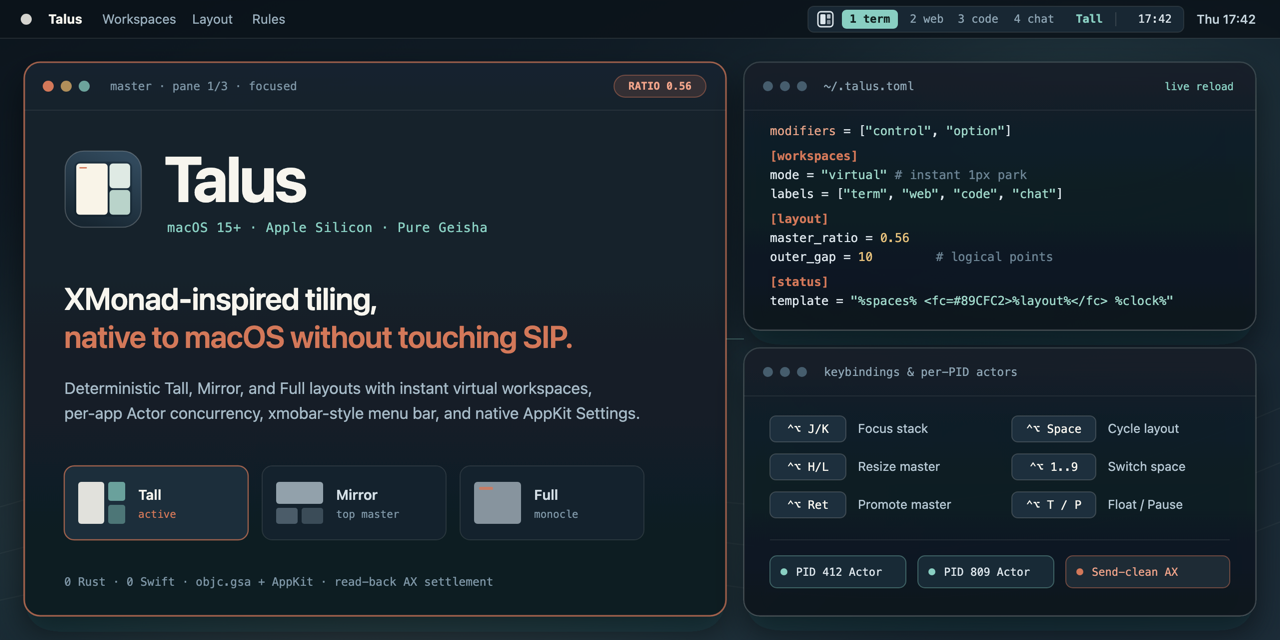 Talus Workspaces Layout Rules
1 term 2 web 3 code 4 chat Tall 17:42 Thu 17:42
master · pane 1/3 · focused RATIO 0.56
Talus
macOS 15+ · Apple Silicon · Pure Geisha
XMonad-inspired tiling,
native to macOS without touching SIP.
Deterministic Tall, Mirror, and Full layouts with instant virtual workspaces,
per-app Actor concurrency, xmobar-style menu bar, and native AppKit Settings.
Tall
active
Mirror
top master
Full
monocle
0 Rust · 0 Swift · objc.gsa + AppKit · read-back AX settlement
~/.talus.toml live reload
modifiers = ["control", "option"]
[workspaces]
mode = "virtual" # instant 1px park
labels = ["term", "web", "code", "chat"]
[layout]
master_ratio = 0.56
outer_gap = 10 # logical points
[status]
template = "%spaces% <fc=#89CFC2>%layout%</fc> %clock%"
keybindings & per-PID actors
^⌥ J/K Focus stack ^⌥ Space Cycle layout
^⌥ H/L Resize master ^⌥ 1..9 Switch space
^⌥ Ret Promote master ^⌥ T / P Float / Pause
PID 412 Actor PID 809 Actor Send-clean AX